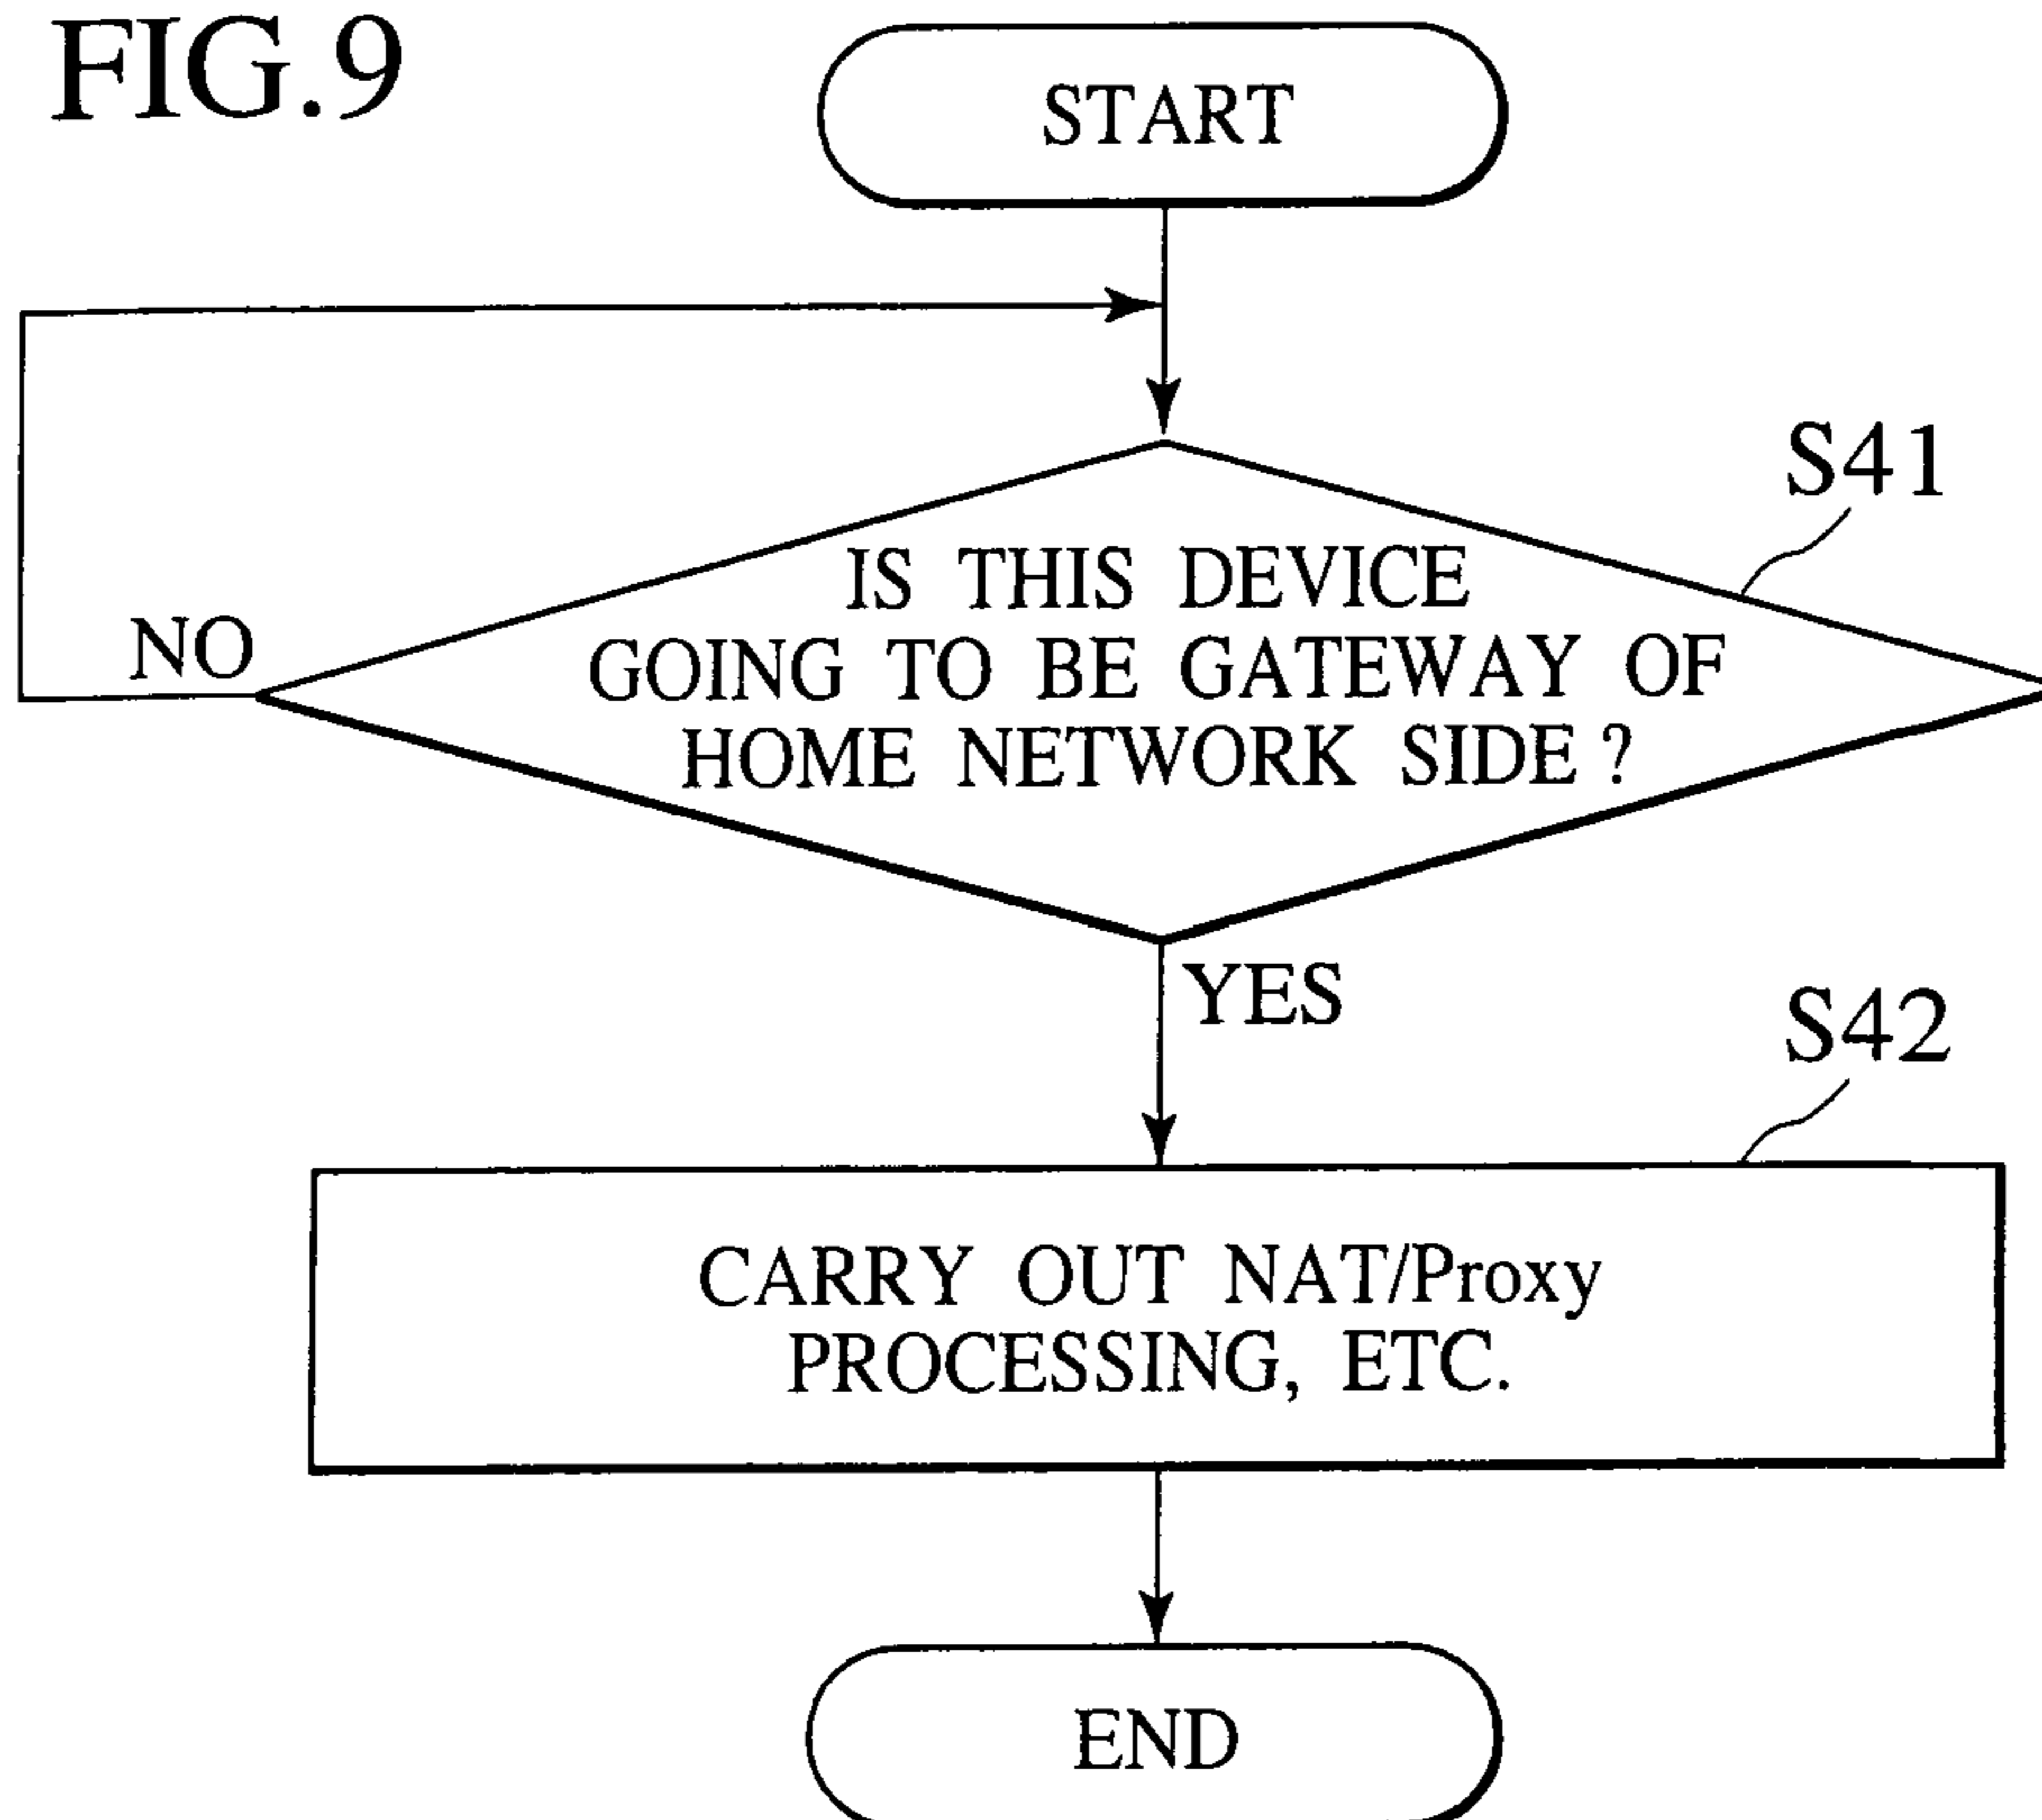 FIG.9
START
S41
IS THIS DEVICE
GOING TO BE GATEWAY OF
HOME NETWORK SIDE ?
NO
YES
S42
CARRY OUT NAT/Proxy
PROCESSING, ETC.
END